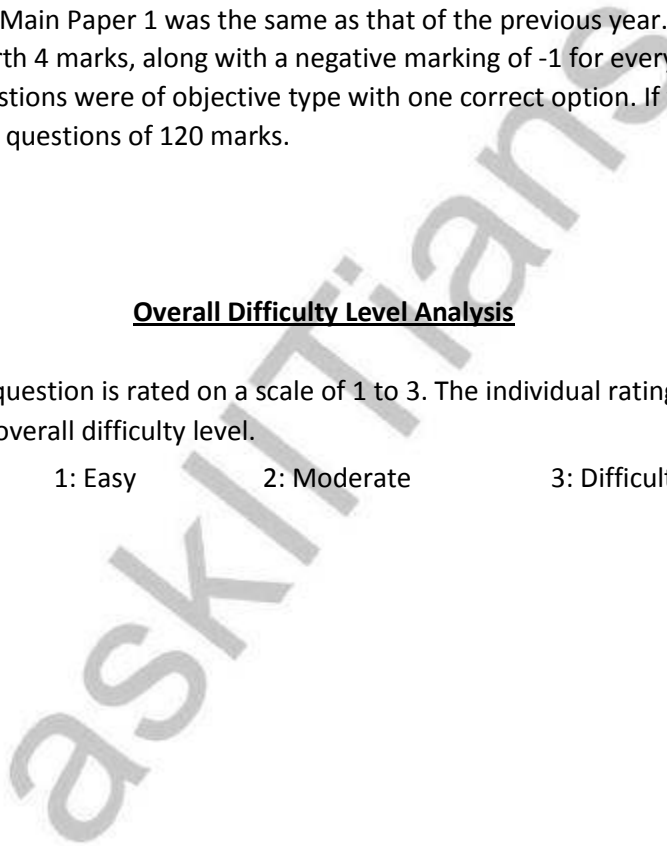 Main Paper 1 was the same as that of the previous year.
rth 4 marks, along with a negative marking of -1 for every
stions were of objective type with one correct option. If
questions of 120 marks.
Overall Difficulty Level Analysis
question is rated on a scale of 1 to 3. The individual rating
overall difficulty level.
1: Easy 2: Moderate 3: Difficult
askIITians